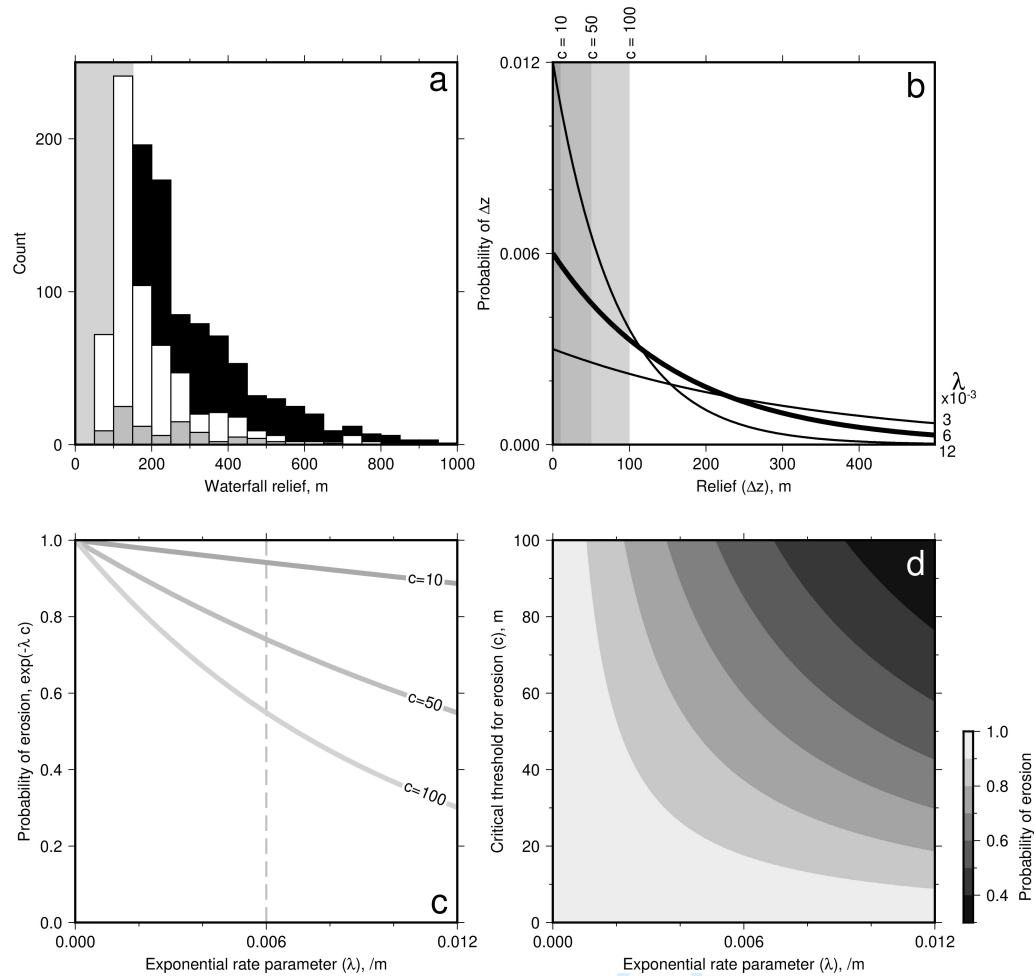 a
200
100
0
Count
0 200 400 600 800 1000
Waterfall relief, m
c = 10
c = 50
c = 100
b
0.012
0.006
0.000
Probability of Δz
λ
x10⁻³
3
6
12
0 100 200 300 400
Relief (Δz), m
1.0
0.8
0.6
0.4
0.2
0.0
Probability of erosion, exp(-λ c)
c=10
c=50
c=100
c
0.000 0.006 0.012
Exponential rate parameter (λ), /m
d
100
80
60
40
20
0
Critical threshold for erosion (c), m
0.000 0.006 0.012
Exponential rate parameter (λ), /m
1.0
0.8
0.6
0.4
Probability of erosion